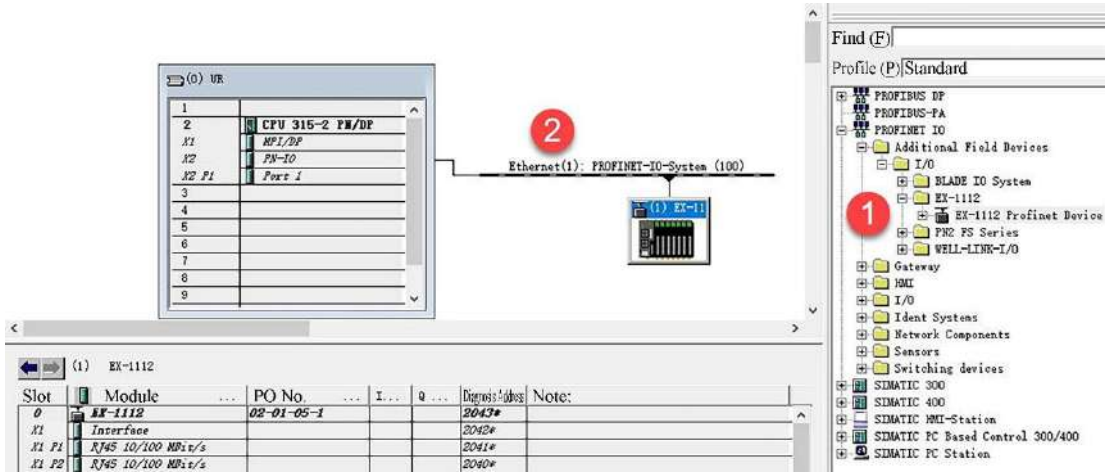 (0) UR
1
2 CPU 315-2 PN/DP
X1 MPI/DP
X2 PN-IO
X2 P1 Port 1
3
4
5
6
7
8
9
2
Ethernet(1): PROFINET-IO-System (100)
(1) EX-11
Find (F)
Profile (P) Standard
PROFIBUS DP
PROFIBUS-PA
PROFINET IO
Additional Field Devices
I/O
BLADE IO System
EX-1112
1
EX-1112 Profinet Device
PN2 FS Series
WELL-LINK-I/O
Gateway
HMI
I/O
Ident Systems
Network Components
Sensors
Switching devices
SIMATIC 300
SIMATIC 400
SIMATIC HMI-Station
SIMATIC PC Based Control 300/400
SIMATIC PC Station
(1) EX-1112
Slot Module ... PO No. ... I... Q ... Diagnosis Address Note:
0 EX-1112 02-01-05-1 2043*
X1 Interface 2042*
X1 P1 RJ45 10/100 MBit/s 2041*
X1 P2 RJ45 10/100 MBit/s 2040*